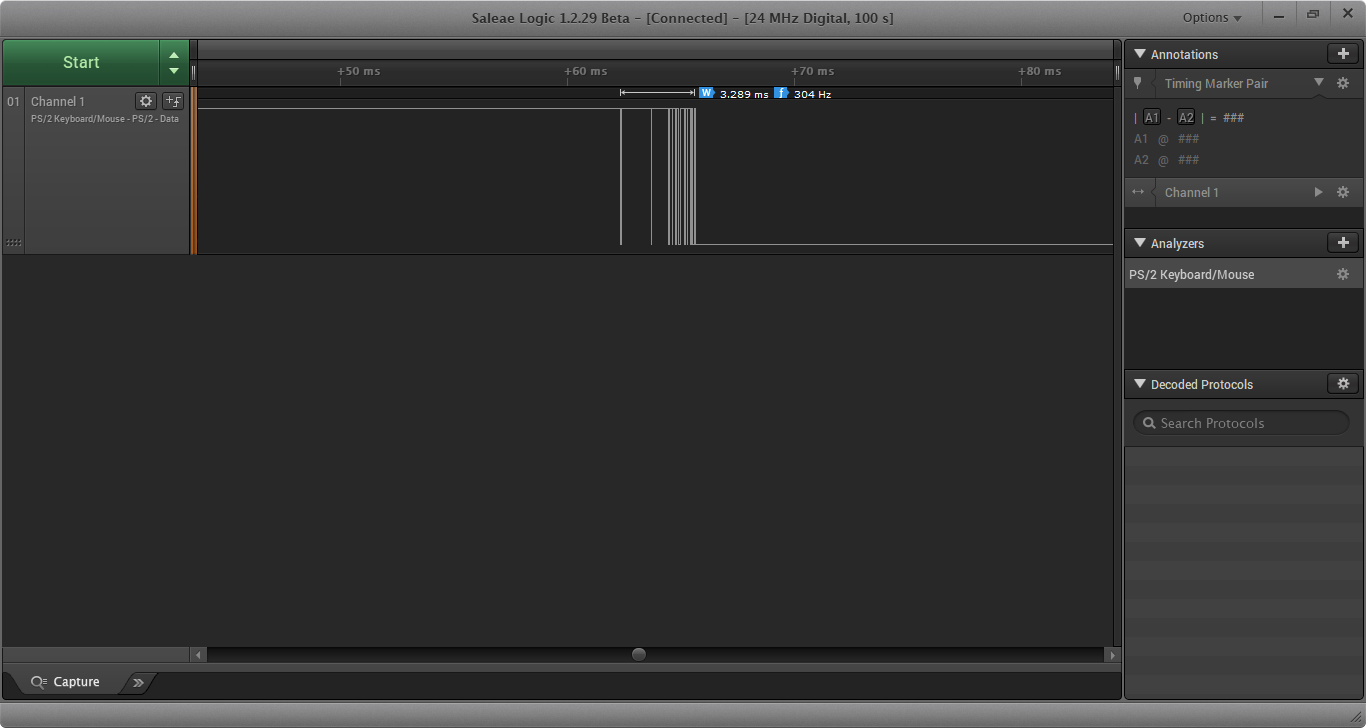 Saleae Logic 1.2.29 Beta - [Connected] - [24 MHz Digital, 100 s]
Options
Start
+50 ms +60 ms +70 ms +80 ms
W 3.289 ms f 304 Hz
01 Channel 1
PS/2 Keyboard/Mouse - PS/2 - Data
Annotations
Timing Marker Pair
| A1 - A2 | = ###
A1 @ ###
A2 @ ###
Channel 1
Analyzers
PS/2 Keyboard/Mouse
Decoded Protocols
Search Protocols
Capture